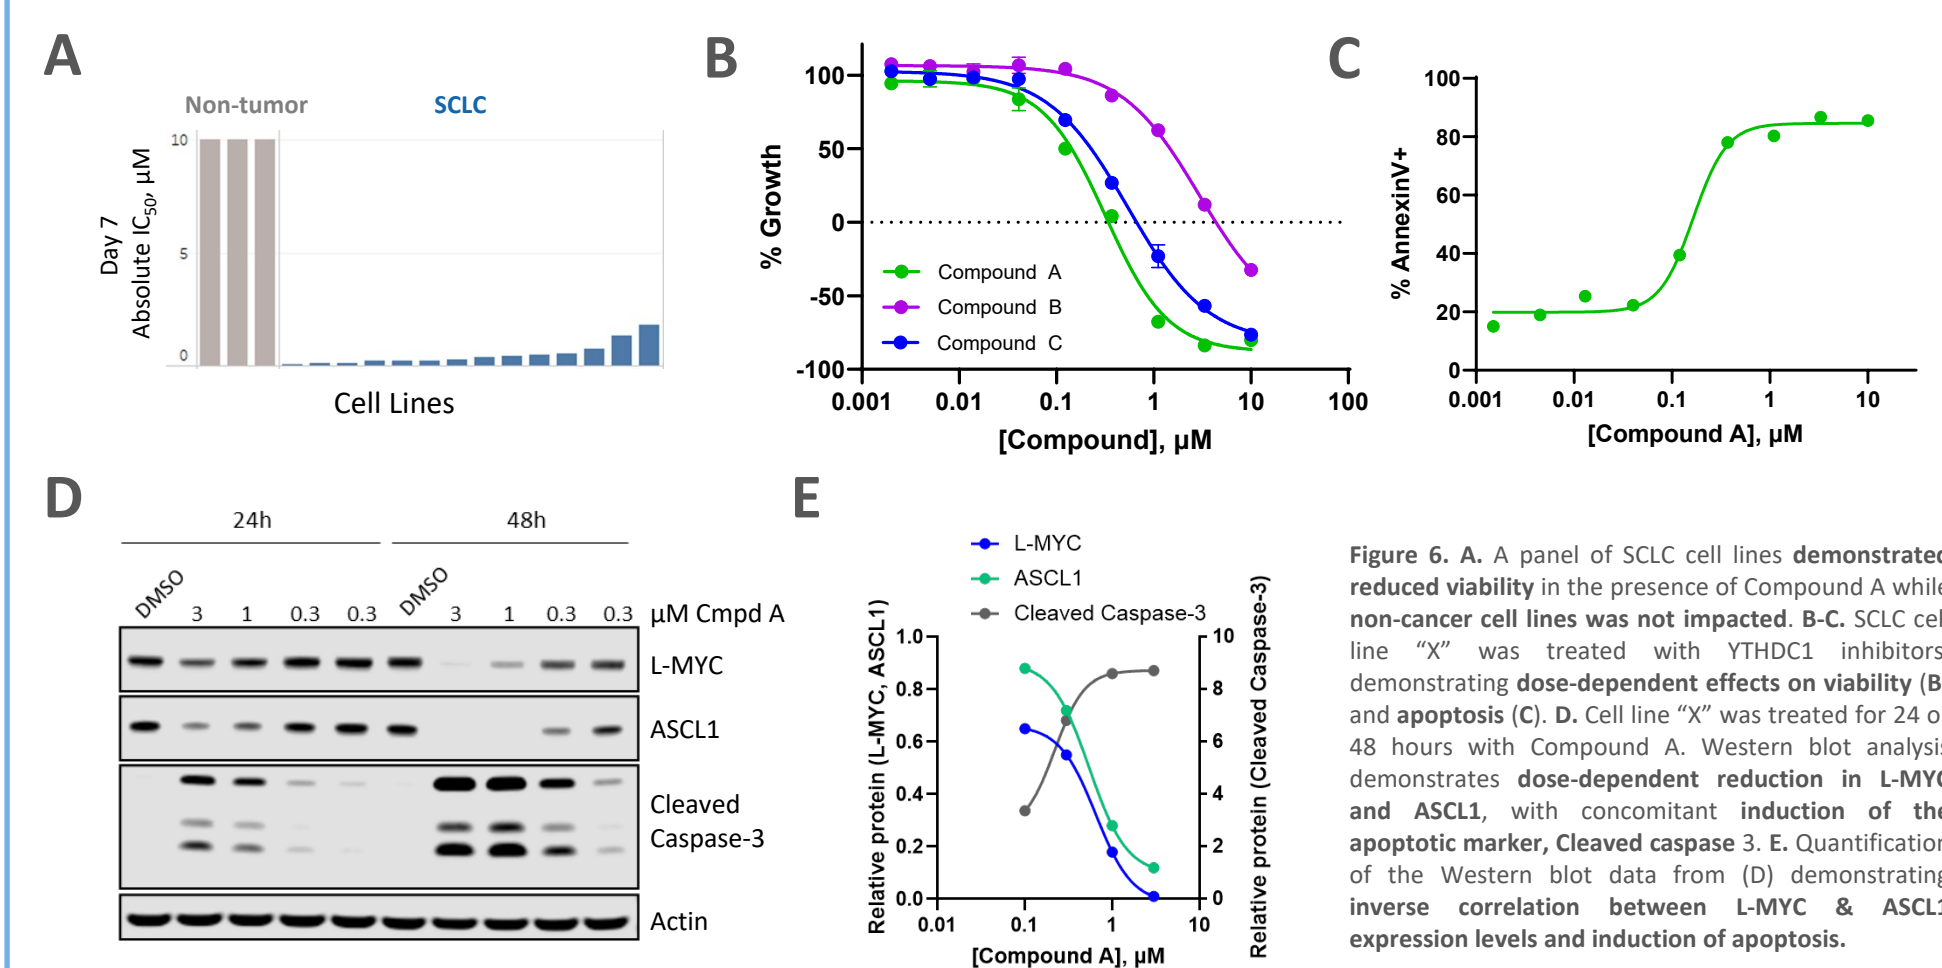 A
Non-tumor SCLC
10
5
0
Day 7
Absolute IC50, µM
Cell Lines
B
100
50
0
-50
-100
% Growth
Compound A
Compound B
Compound C
0.001 0.01 0.1 1 10 100
[Compound], µM
C
100
80
60
40
20
0
% AnnexinV+
0.001 0.01 0.1 1 10
[Compound A], µM
D
24h 48h
DMSO 3 1 0.3 0.3 DMSO 3 1 0.3 0.3 µM Cmpd A
L-MYC
ASCL1
Cleaved
Caspase-3
Actin
E
L-MYC
ASCL1
Cleaved Caspase-3
Relative protein (L-MYC, ASCL1)
1.0
0.8
0.6
0.4
0.2
0.0
10
8
6
4
2
0
Relative protein (Cleaved Caspase-3)
0.01 0.1 1 10
[Compound A], µM
Figure 6. A. A panel of SCLC cell lines demonstrated
reduced viability in the presence of Compound A while
non-cancer cell lines was not impacted. B-C. SCLC cel
line “X” was treated with YTHDC1 inhibitors
demonstrating dose-dependent effects on viability (B
and apoptosis (C). D. Cell line “X” was treated for 24 o
48 hours with Compound A. Western blot analysis
demonstrates dose-dependent reduction in L-MYC
and ASCL1, with concomitant induction of the
apoptotic marker, Cleaved caspase 3. E. Quantification
of the Western blot data from (D) demonstrating
inverse correlation between L-MYC & ASCL1
expression levels and induction of apoptosis.